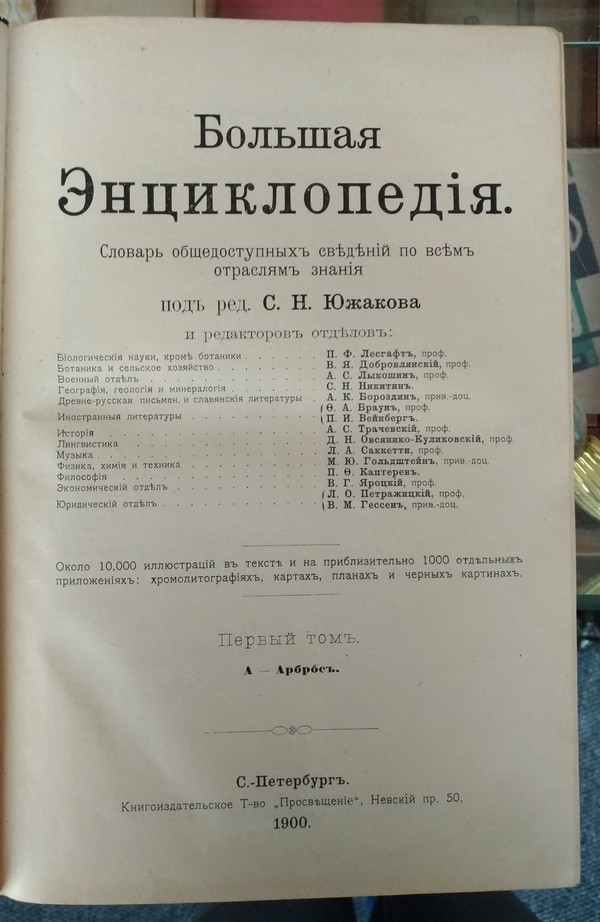 Большая
Энциклопедія.
Словарь общедоступныхъ свѣдѣній по всѣмъ
отраслямъ знанія
подъ ред. С. Н. Южакова
и редакторовъ отдѣловъ:
Біологическія науки, кромѣ ботаники . . . . . . П. Ф. Лесгафтъ, проф.
Ботаника и сельское хозяйство . . . . . . . . В. Я. Добровлянскій, проф.
Военный отдѣлъ . . . . . . . . . . . . . А. С. Лыкошинъ, проф.
Географія, геологія и минералогія . . . . . . . С. Н. Никитинъ.
Древне-русская письмен. и славянскія литературы . А. К. Бороздинъ, прив.-доц.
Ѳ. А. Браунъ, проф.
Иностранныя литературы . . . . . . . . . . П. И. Вейнбергъ.
Исторія . . . . . . . . . . . . . . . А. С. Трачевскій, проф.
Лингвистика . . . . . . . . . . . . . . Д. Н. Овсянико-Куликовскій, проф.
Музыка . . . . . . . . . . . . . . . Л. А. Саккетти, проф.
Физика, химія и техника . . . . . . . . . . М. Ю. Гольдштейнъ, прив.-доц.
Философія . . . . . . . . . . . . . . П. Ѳ. Каптеревъ.
Экономическій отдѣлъ . . . . . . . . . . . В. Г. Яроцкій, проф.
Л. О. Петражицкій, проф.
Юридическій отдѣлъ . . . . . . . . . . . . В. М. Гессенъ, прив.-доц.
Около 10,000 иллюстрацій въ текстѣ и на приблизительно 1000 отдѣльныхъ
приложеніяхъ: хромолитографіяхъ, картахъ, планахъ и черныхъ картинахъ.
Первый томъ.
А — Арбро́съ.
С.-Петербургъ.
Книгоиздательское Т-во „Просвѣщеніе“, Невскій пр. 50.
1900.